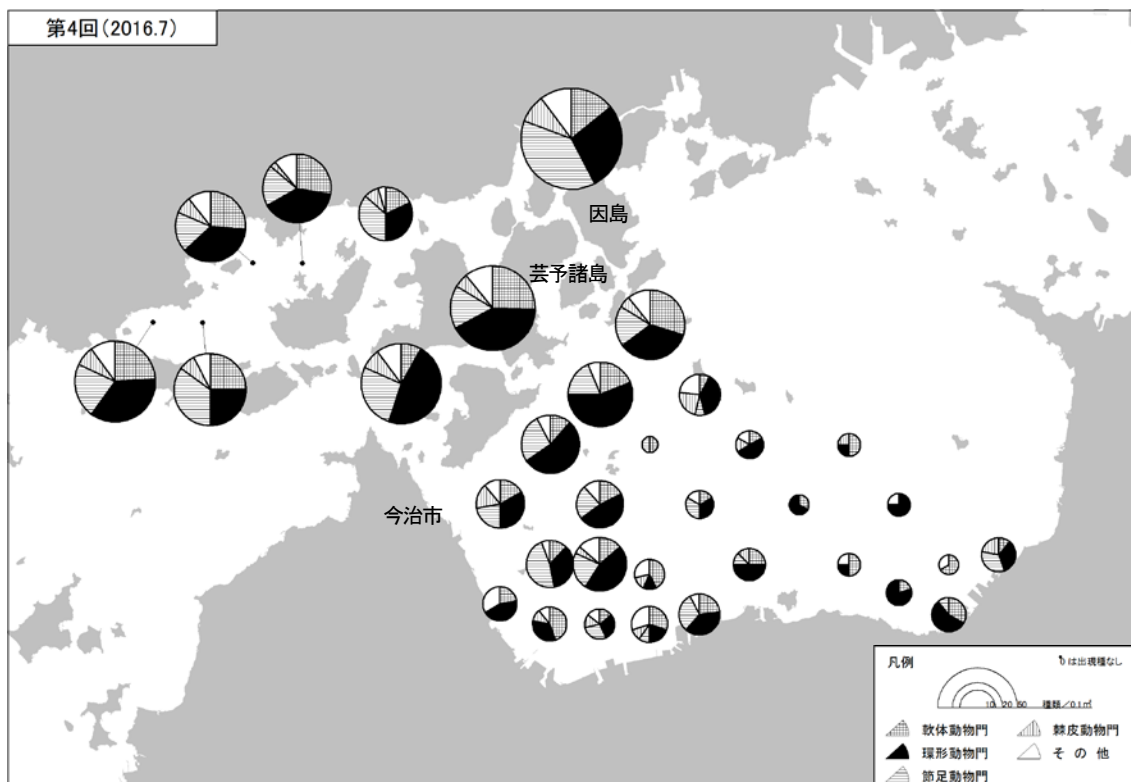 第4回(2016.7)
因島
芸予諸島
今治市
凡例
0は出現種なし
10 20 50 種類/0.1㎡
軟体動物門
棘皮動物門
環形動物門
その他
節足動物門